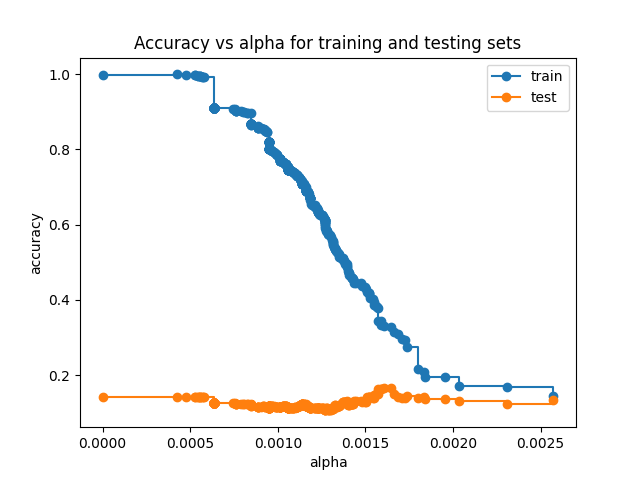 Accuracy vs alpha for training and testing sets
train
test
accuracy
1.0
0.8
0.6
0.4
0.2
0.0000 0.0005 0.0010 0.0015 0.0020 0.0025
alpha